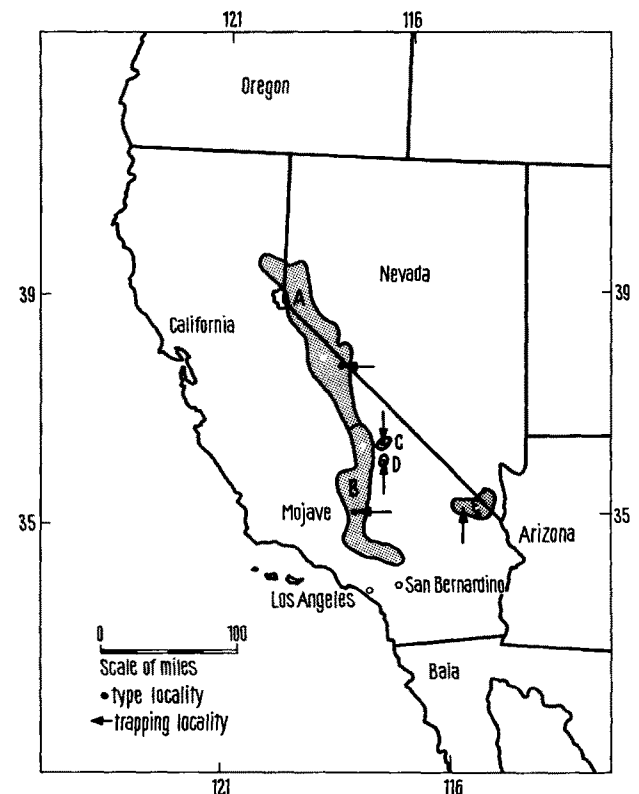 121 116
Oregon
Nevada
39 39
A
California
C
D
B
Mojave
35 35
Arizona
San Bernardino
Los Angeles
0 100
Scale of miles
Baia
type locality
trapping locality
121 116